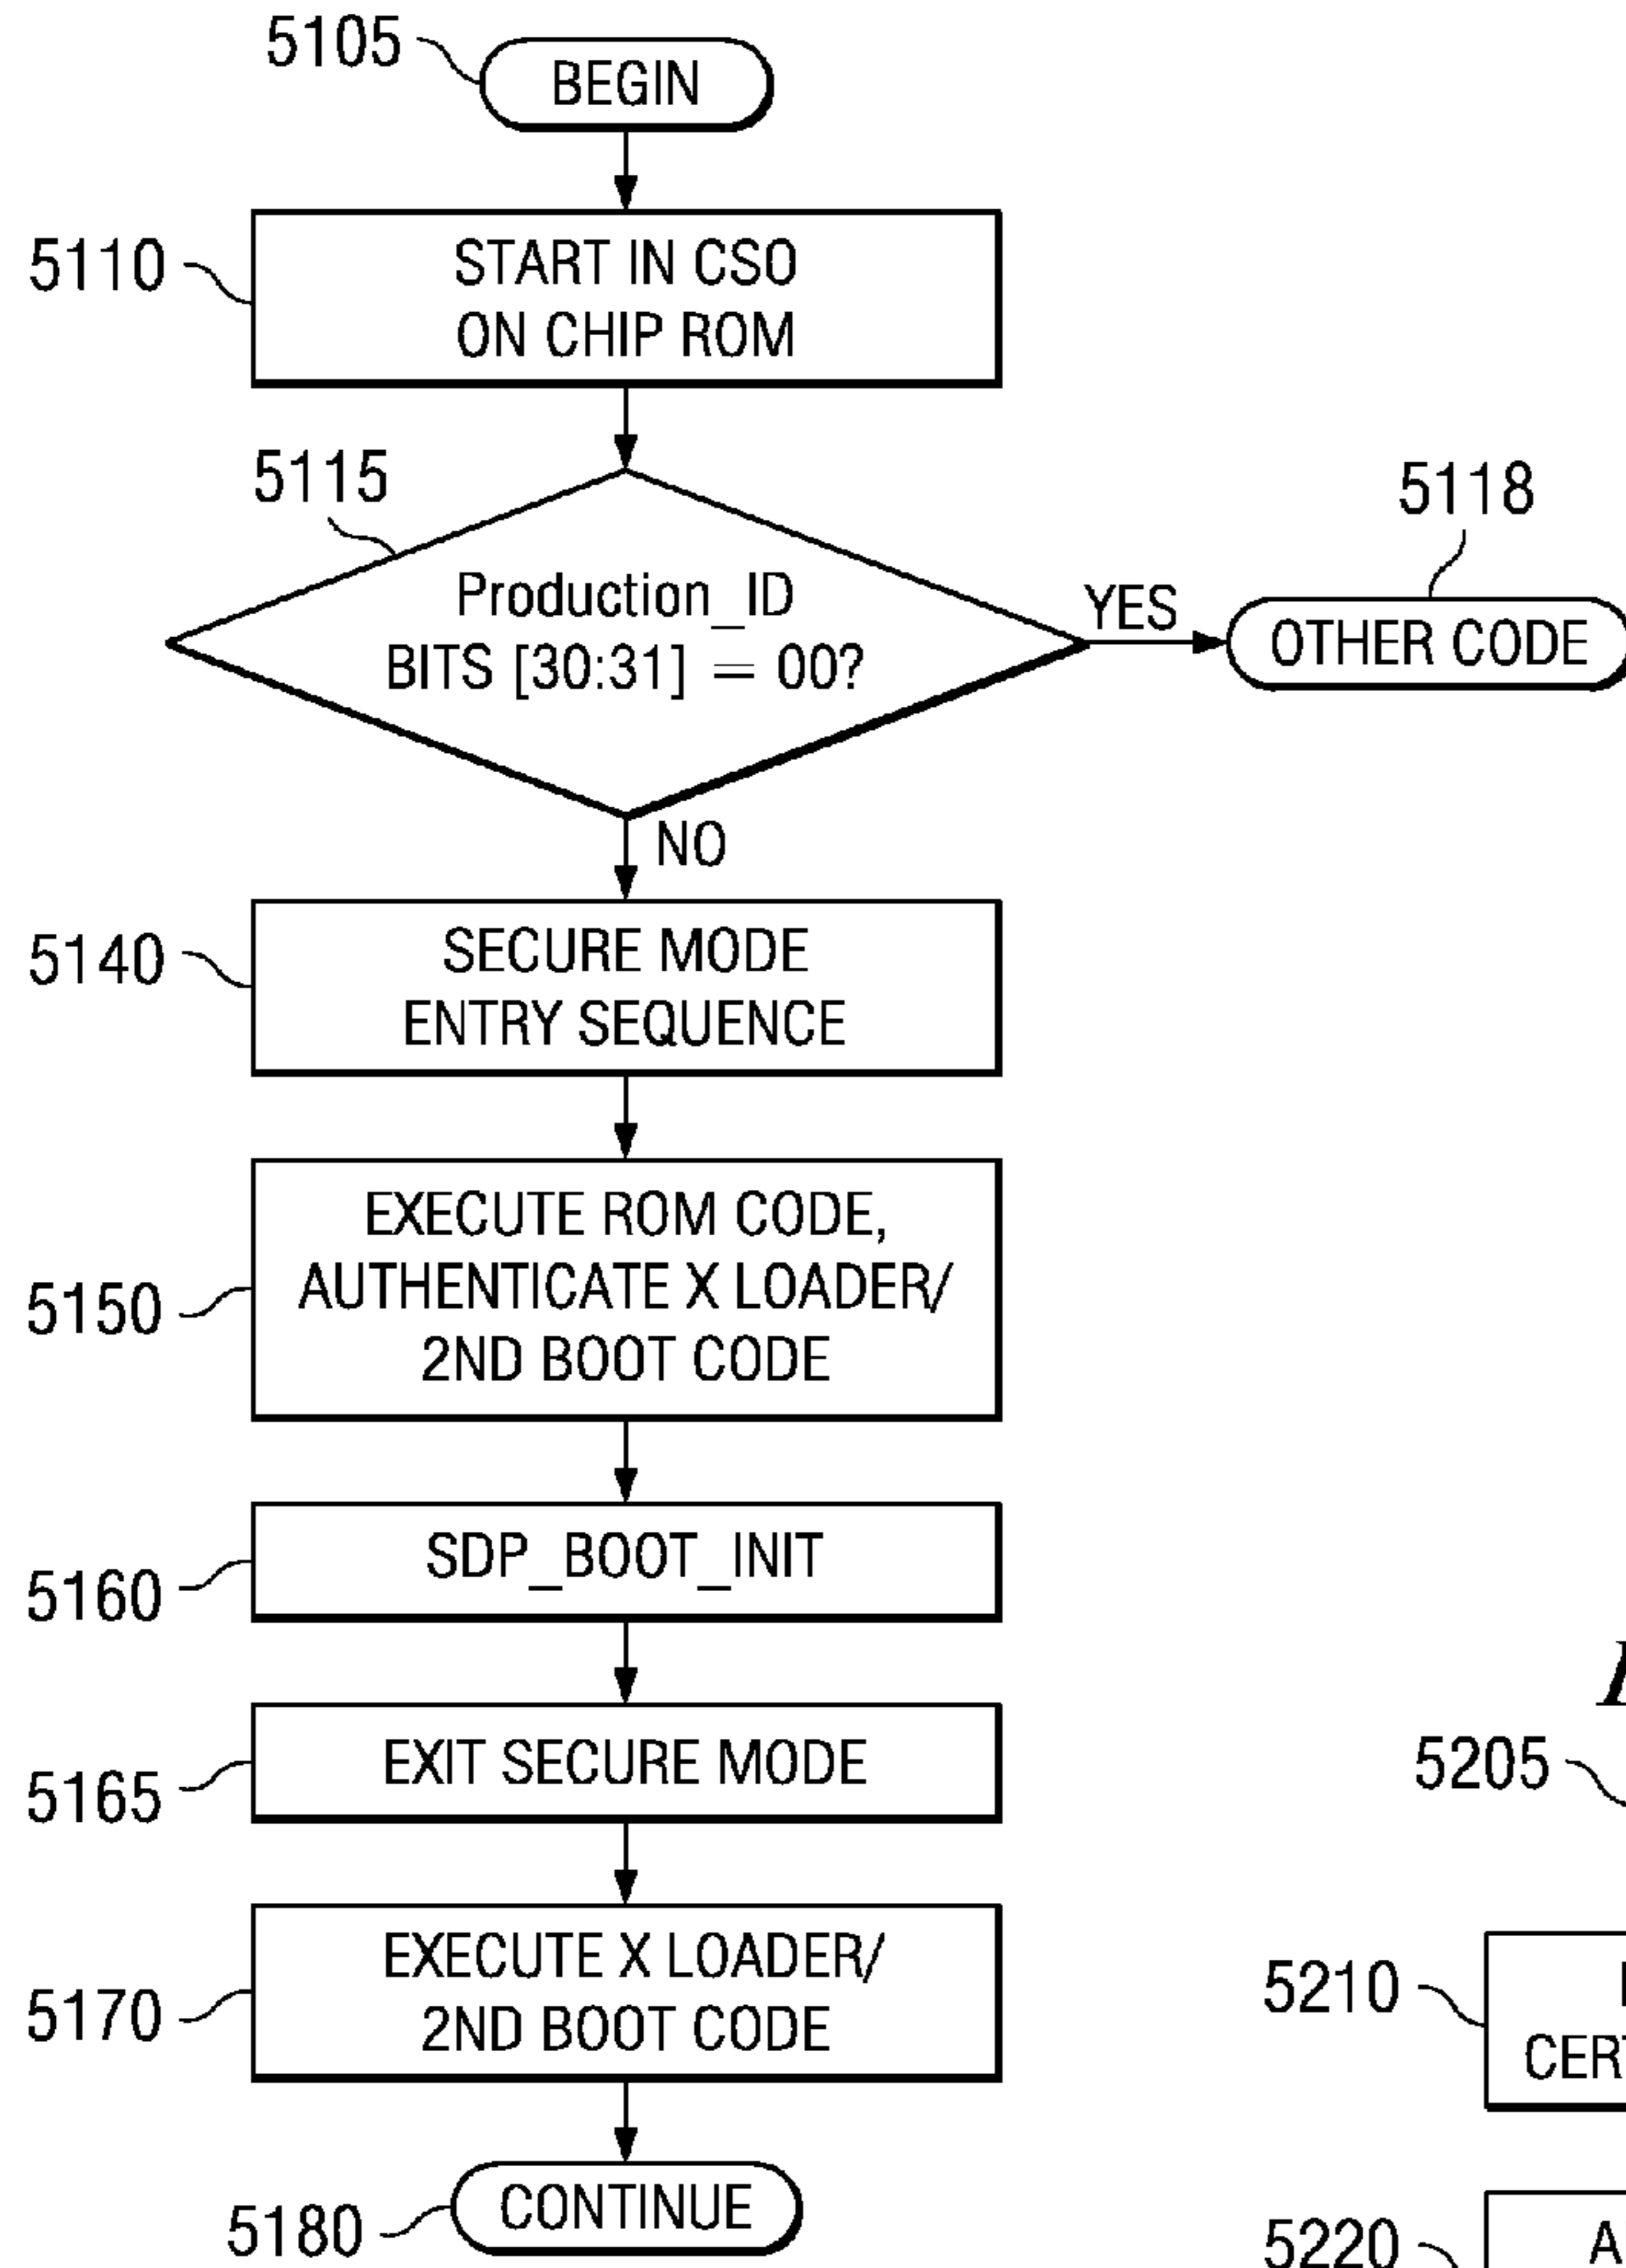 5105
BEGIN
5110
START IN CSO
ON CHIP ROM
5115
Production_ID
BITS [30:31] = 00?
YES
5118
OTHER CODE
NO
5140
SECURE MODE
ENTRY SEQUENCE
5150
EXECUTE ROM CODE,
AUTHENTICATE X LOADER/
2ND BOOT CODE
5160
SDP_BOOT_INIT
5165
EXIT SECURE MODE
5170
EXECUTE X LOADER/
2ND BOOT CODE
5180
CONTINUE
5205
5210
5220